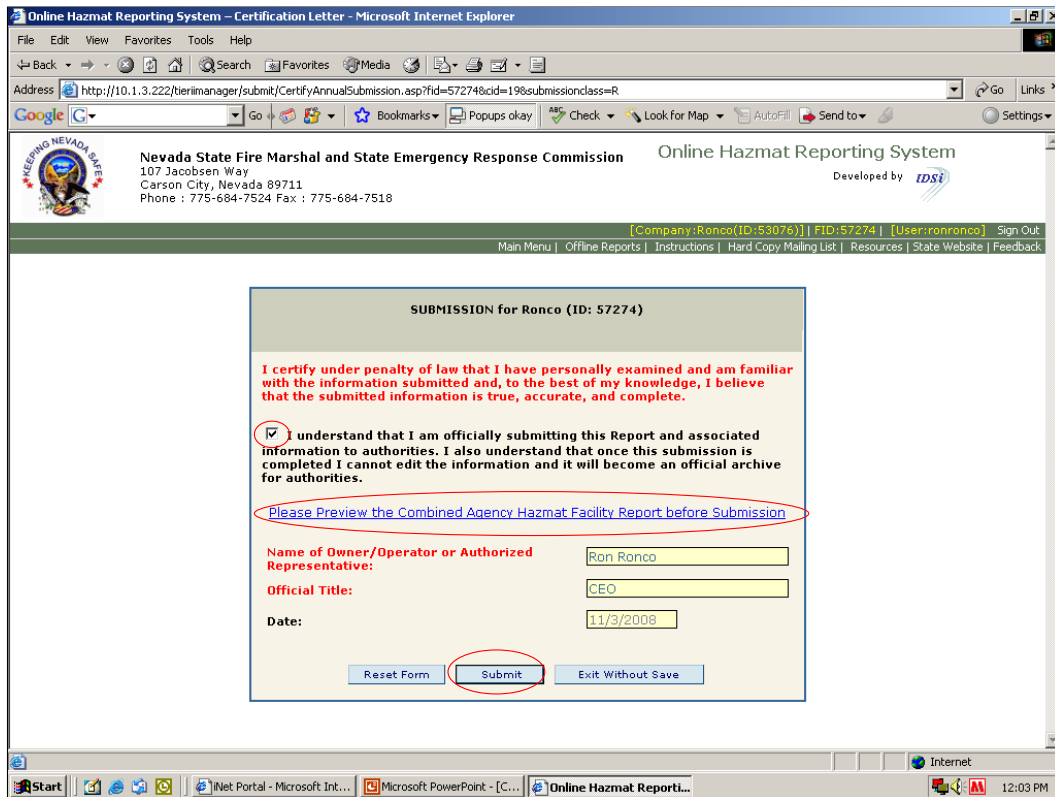 Online Hazmat Reporting System -- Certification Letter - Microsoft Internet Explorer
File Edit View Favorites Tools Help
Back Search Favorites Media
Address http://10.1.3.222/tieriimanager/submit/CertifyAnnualSubmission.asp?fid=57274&cid=19&submissionclass=R Go Links »
Google G Go Bookmarks Popups okay ABC Check Look for Map AutoFill Send to Settings
KEEPING NEVADA SAFE
Nevada State Fire Marshal and State Emergency Response Commission
107 Jacobsen Way
Carson City, Nevada 89711
Phone : 775-684-7524 Fax : 775-684-7518
Online Hazmat Reporting System
Developed by IDSi
[Company:Ronco(ID:53076)] | FID:57274 | [User:ronronco] Sign Out
Main Menu | Offline Reports | Instructions | Hard Copy Mailing List | Resources | State Website | Feedback
SUBMISSION for Ronco (ID: 57274)
I certify under penalty of law that I have personally examined and am familiar
with the information submitted and, to the best of my knowledge, I believe
that the submitted information is true, accurate, and complete.
I understand that I am officially submitting this Report and associated
information to authorities. I also understand that once this submission is
completed I cannot edit the information and it will become an official archive
for authorities.
Please Preview the Combined Agency Hazmat Facility Report before Submission
Name of Owner/Operator or Authorized
Representative:
Ron Ronco
Official Title: CEO
Date: 11/3/2008
Reset Form Submit Exit Without Save
Internet
Start iNet Portal - Microsoft Int... Microsoft PowerPoint - [C... Online Hazmat Reporti... 12:03 PM